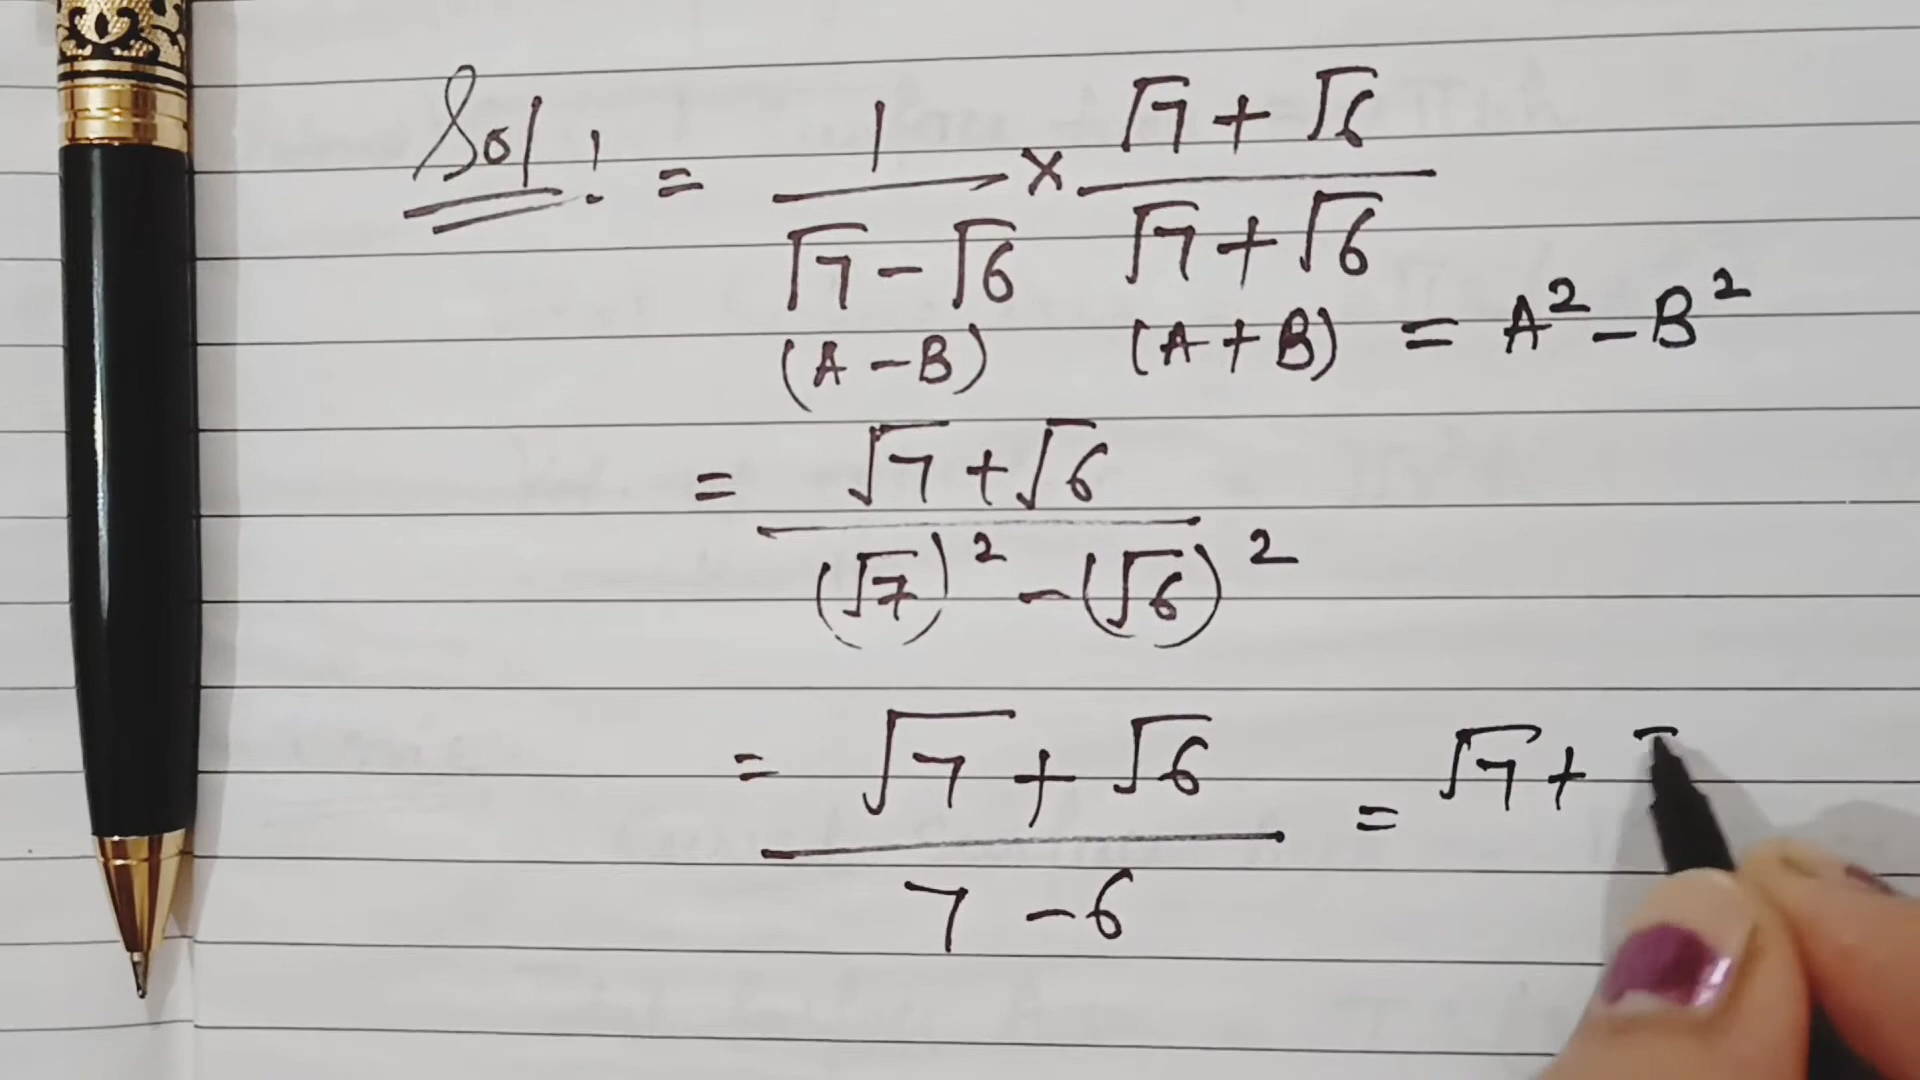 Sol: = 1/(√7 - √6) × (√7 + √6)/(√7 + √6)
(A - B) (A + B) = A² - B²
= (√7 + √6)/((√7)² - (√6)²)
= (√7 + √6)/(7 - 6) = √7 + √